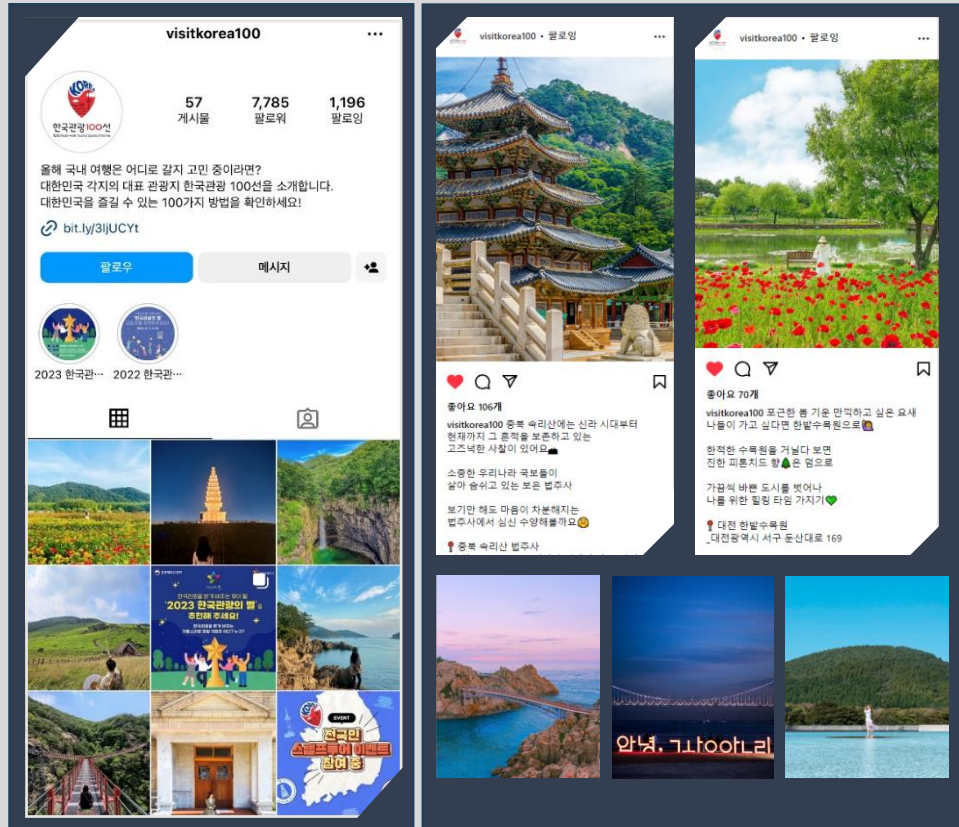 visitkorea100
KOREA
한국관광100선
57
7,785
1,196
게시물
팔로워
팔로잉
올해 국내 여행은 어디로 갈지 고민 중이라면?
대한민국 각지의 대표 관광지 한국관광 100선을 소개합니다.
대한민국을 즐길 수 있는 100가지 방법을 확인하세요!
bit.ly/3IjUCYt
팔로우
메시지
2023 한국관…
2022 한국관…
한국관광을 밝게 비추는 빛이 될
'2023 한국관광의 별'을
추천해 주세요!
EVENT
전국민
스탬프투어 이벤트
참여 중
visitkorea100 • 팔로잉
좋아요 106개
visitkorea100 충북 속리산에는 신라 시대부터
현재까지 그 흔적을 보존하고 있는
고즈넉한 사찰이 있어요
소중한 우리나라 국보들이
살아 숨쉬고 있는 보은 법주사
보기만 해도 마음이 차분해지는
법주사에서 심신 수양해볼까요
충북 속리산 법주사
visitkorea100 • 팔로잉
좋아요 70개
visitkorea100 포근한 봄 기운 만끽하고 싶은 요새
나들이 가고 싶다면 한밭수목원으로
한적한 수목원을 거닐다 보면
진한 피톤치드 향은 덤으로
가끔씩 바쁜 도시를 벗어나
나를 위한 힐링 타임 가지기
대전 한밭수목원
_대전광역시 서구 둔산대로 169
안녕, 광안리